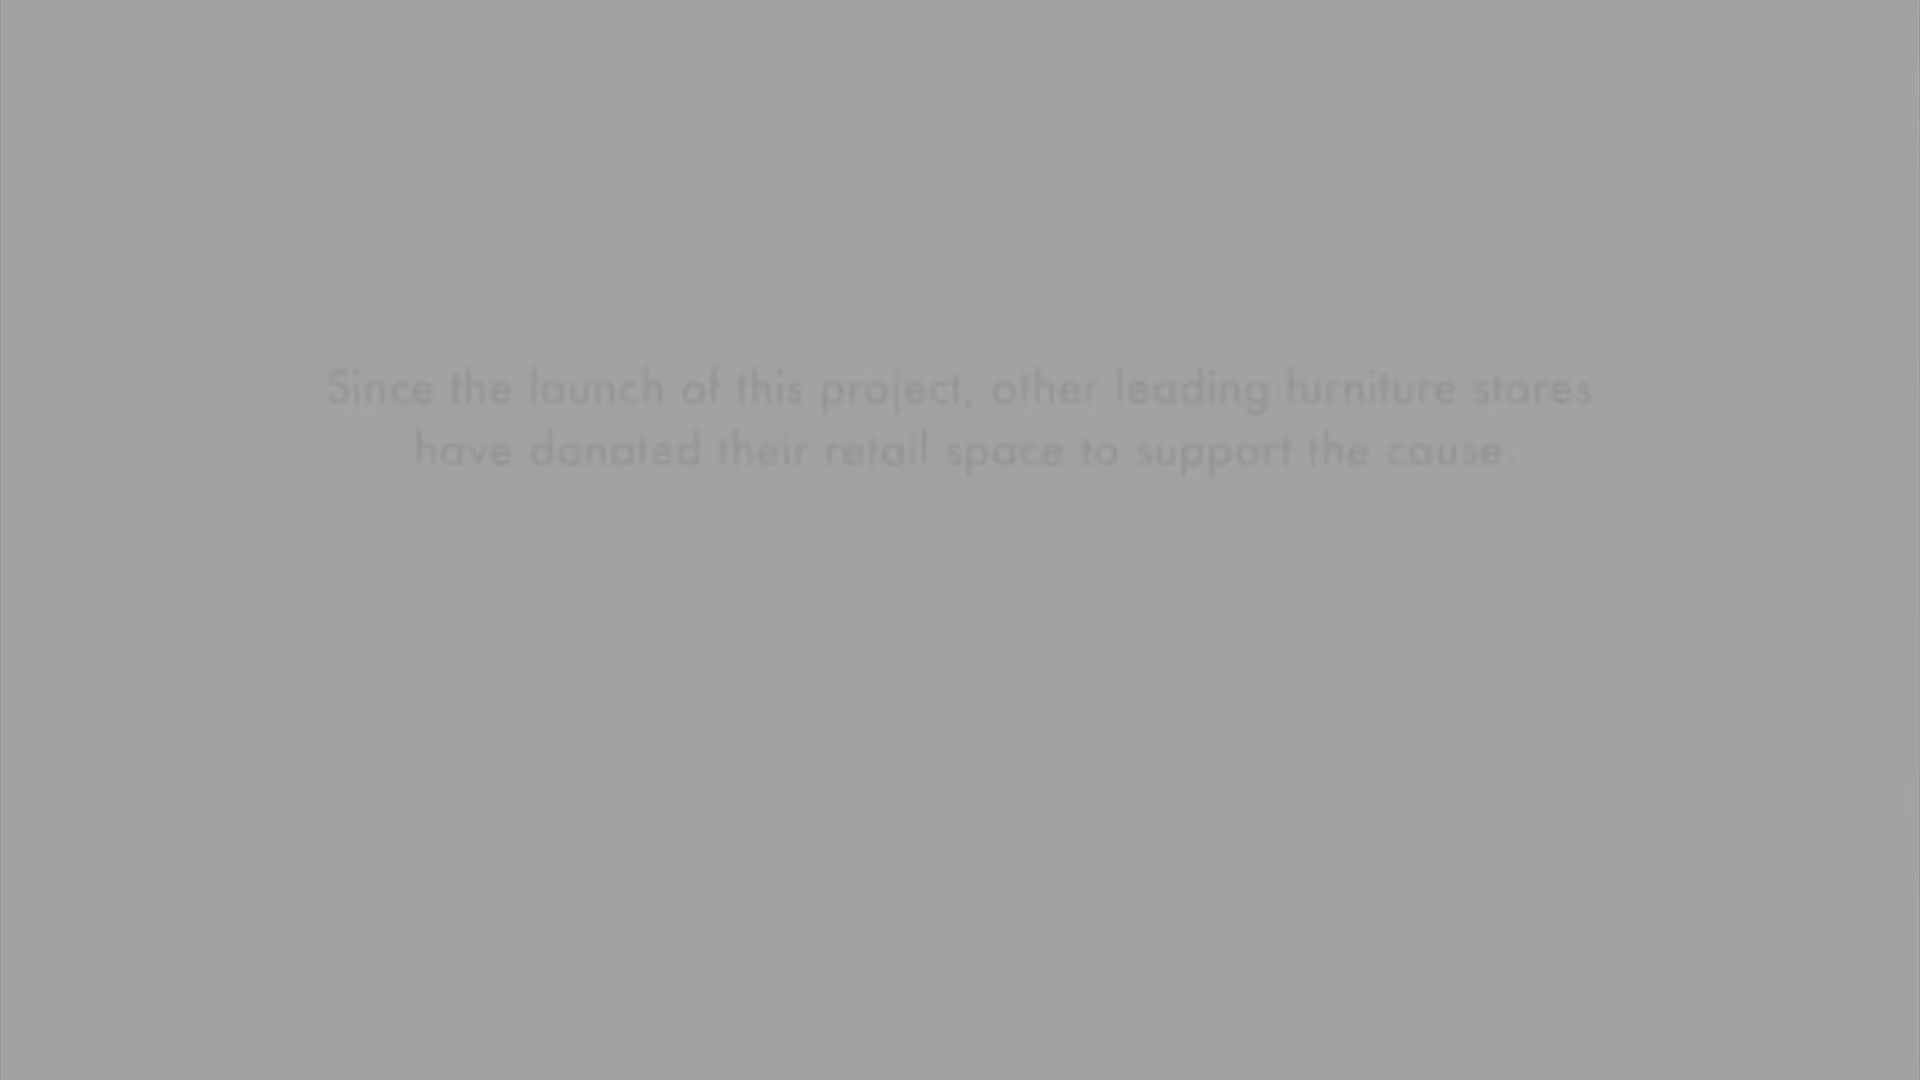 Since the launch of this project, other leading furniture stores
have donated their retail space to support the cause.